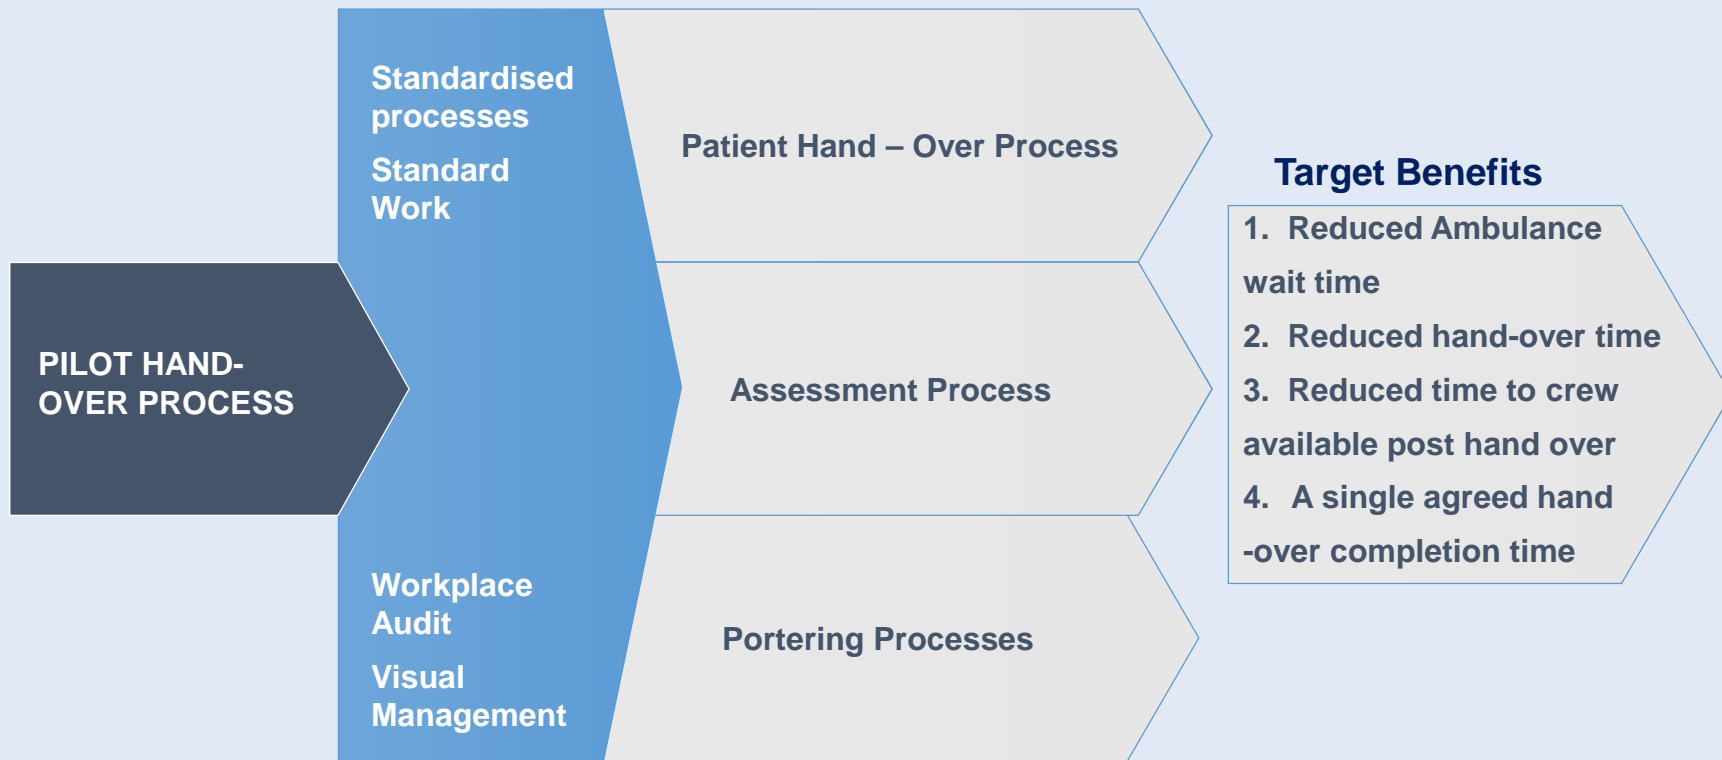 PILOT HAND-
OVER PROCESS
Standardised
processes
Standard
Work
Workplace
Audit
Visual
Management
Patient Hand – Over Process
Assessment Process
Portering Processes
Target Benefits
1. Reduced Ambulance
wait time
2. Reduced hand-over time
3. Reduced time to crew
available post hand over
4. A single agreed hand
-over completion time